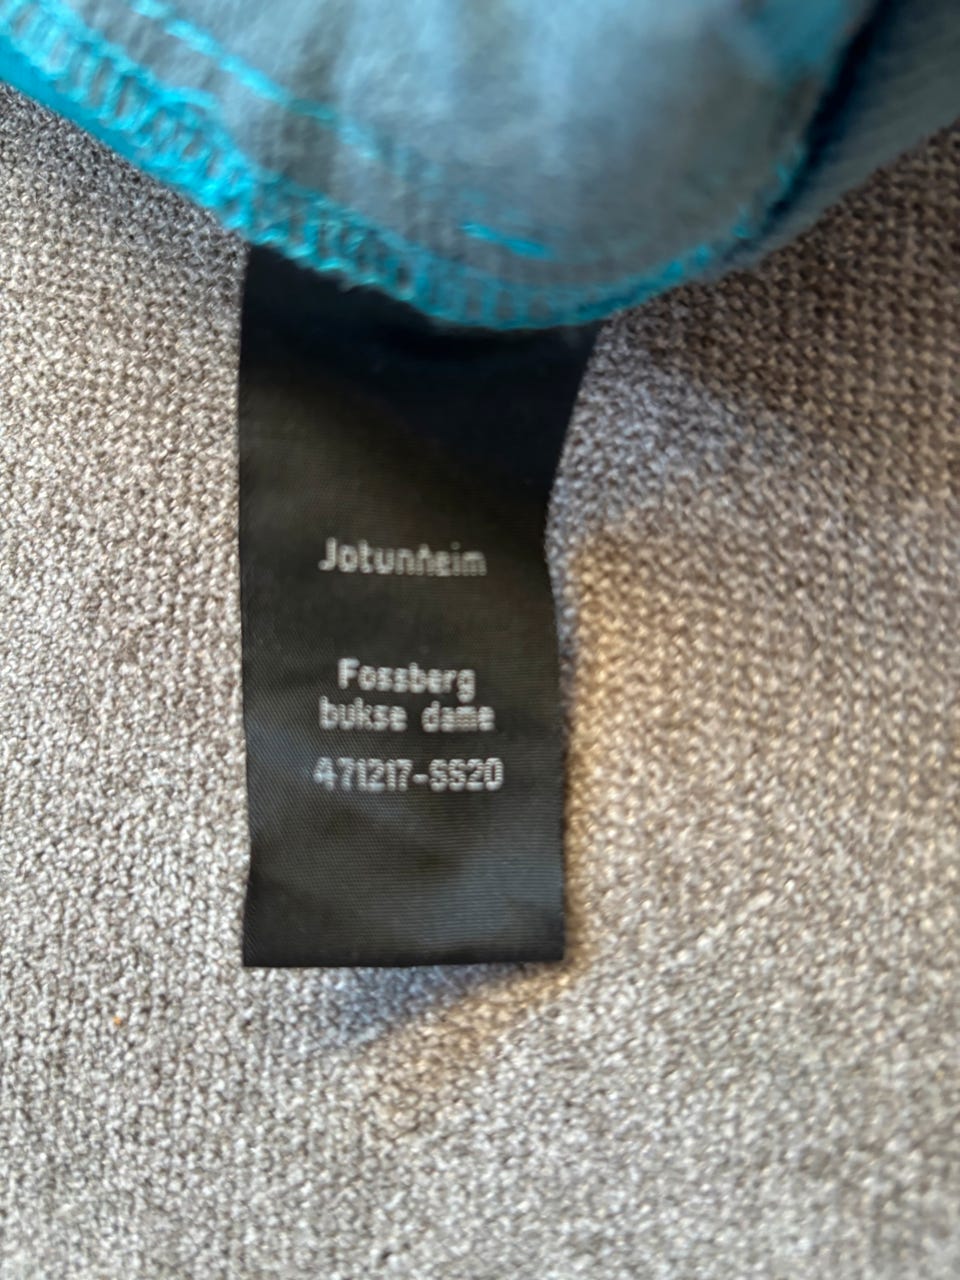 Jotunheim
Fossberg
bukse dame
471217-SS20